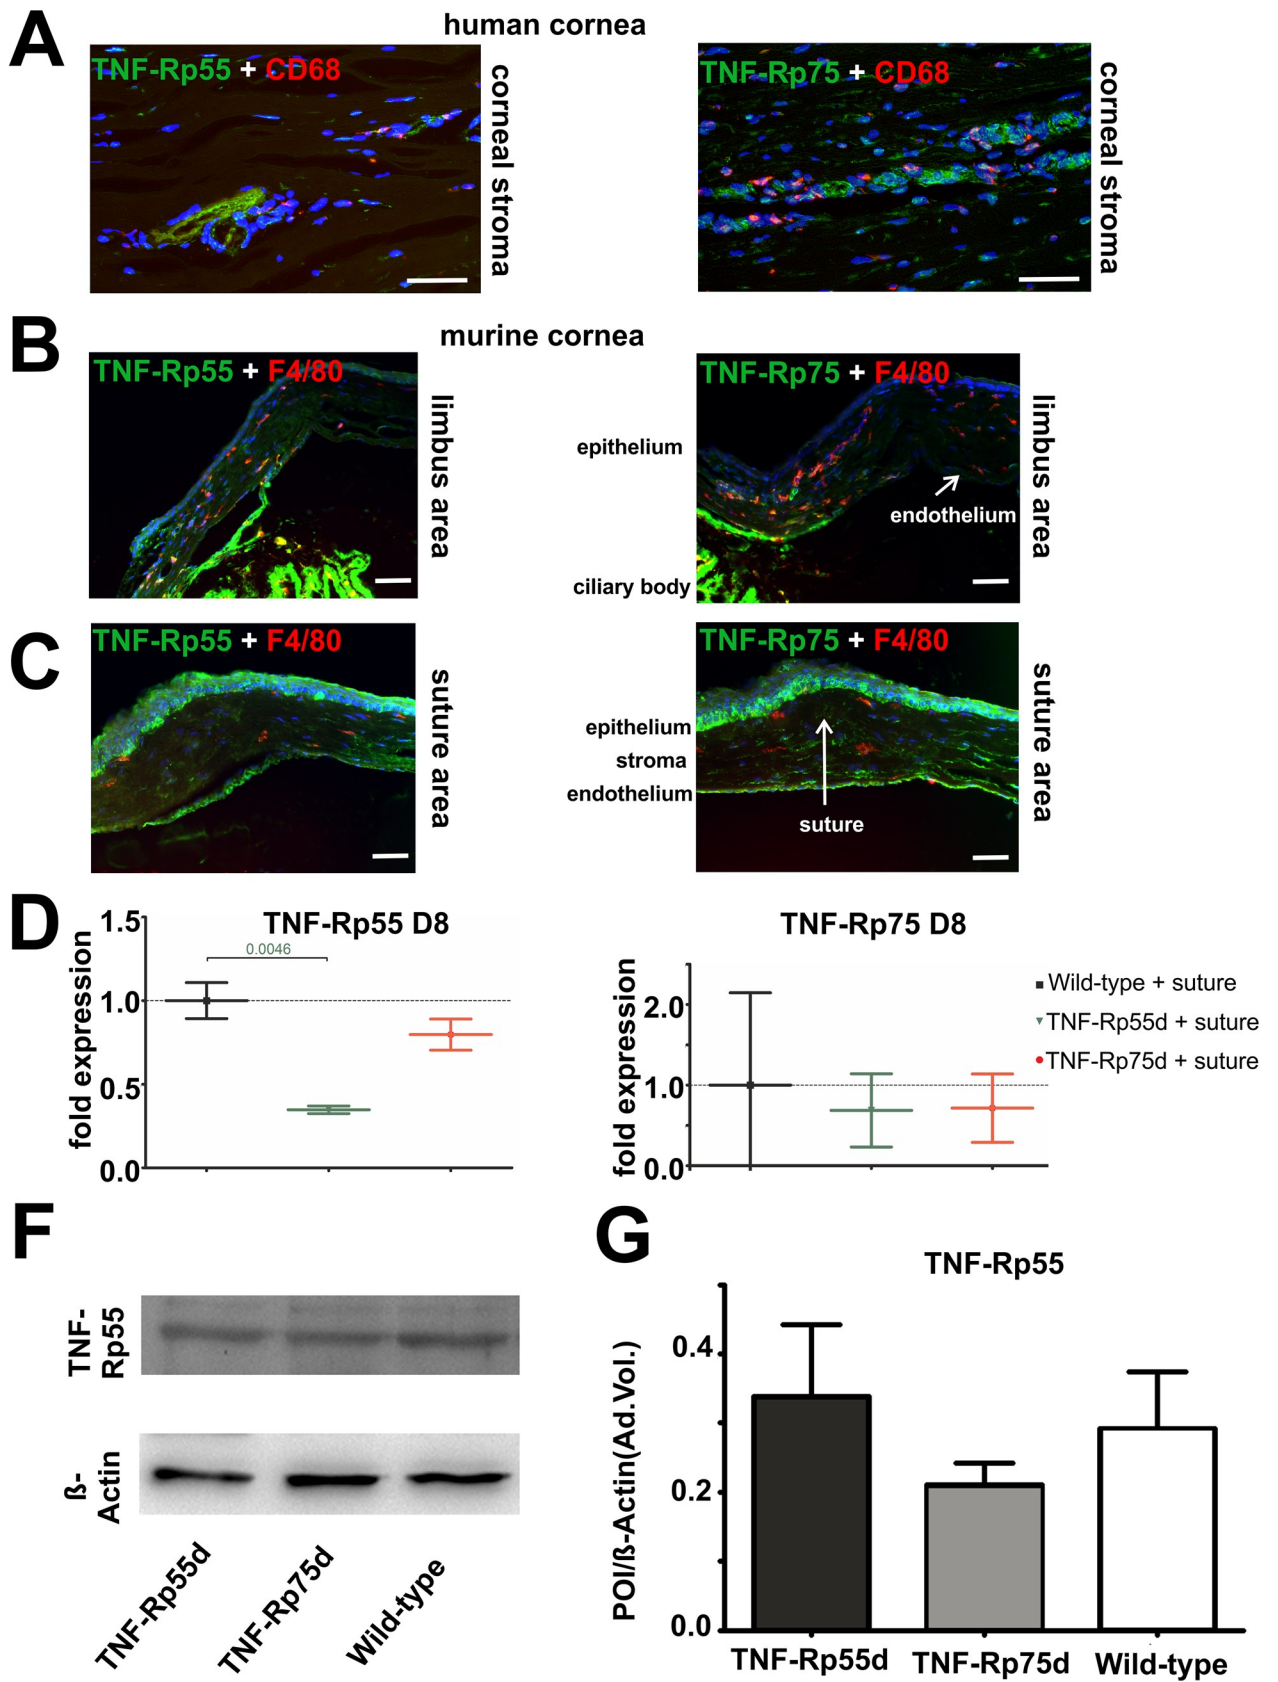 A
human cornea
TNF-Rp55 + CD68
corneal stroma
TNF-Rp75 + CD68
corneal stroma
B
murine cornea
TNF-Rp55 + F4/80
limbus area
epithelium
ciliary body
TNF-Rp75 + F4/80
endothelium
limbus area
C
TNF-Rp55 + F4/80
suture area
epithelium
stroma
endothelium
TNF-Rp75 + F4/80
suture
suture area
D
TNF-Rp55 D8
fold expression
1.5
1.0
0.5
0.0
0.0046
TNF-Rp75 D8
fold expression
2.0
1.0
0.0
Wild-type + suture
TNF-Rp55d + suture
TNF-Rp75d + suture
F
TNF-
Rp55
ß-
Actin
TNF-Rp55d
TNF-Rp75d
Wild-type
G
TNF-Rp55
POI/ß-Actin(Ad.Vol.)
0.4
0.2
0.0
TNF-Rp55d
TNF-Rp75d
Wild-type